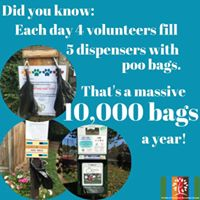 Did you know:
Each day 4 volunteers fill
5 dispensers with
poo bags.
That's a massive
10,000 bags
a year!